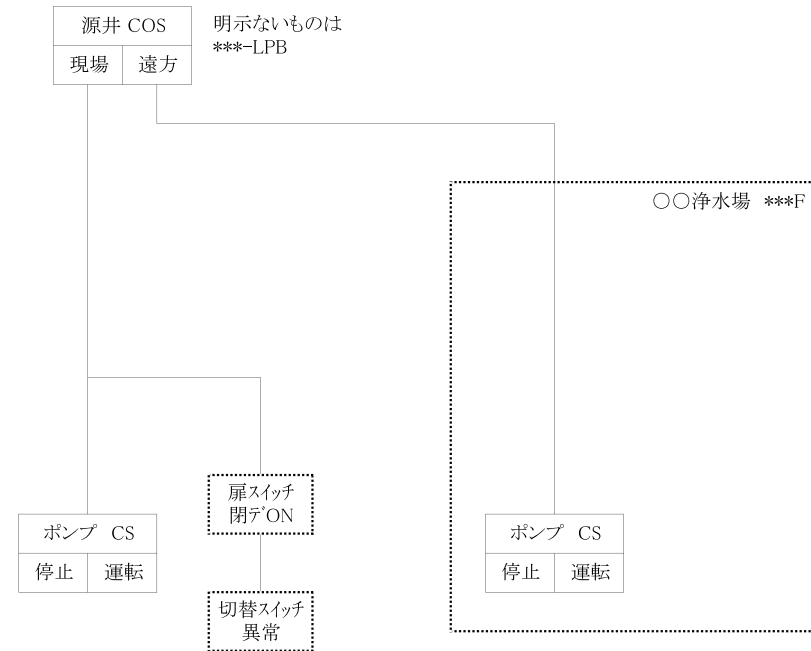 源井 COS
明示ないものは
***-LPB
現場 遠方
○○浄水場 ***F
扉スイッチ
閉デON
ポンプ CS
停止 運転
ポンプ CS
停止 運転
切替スイッチ
異常